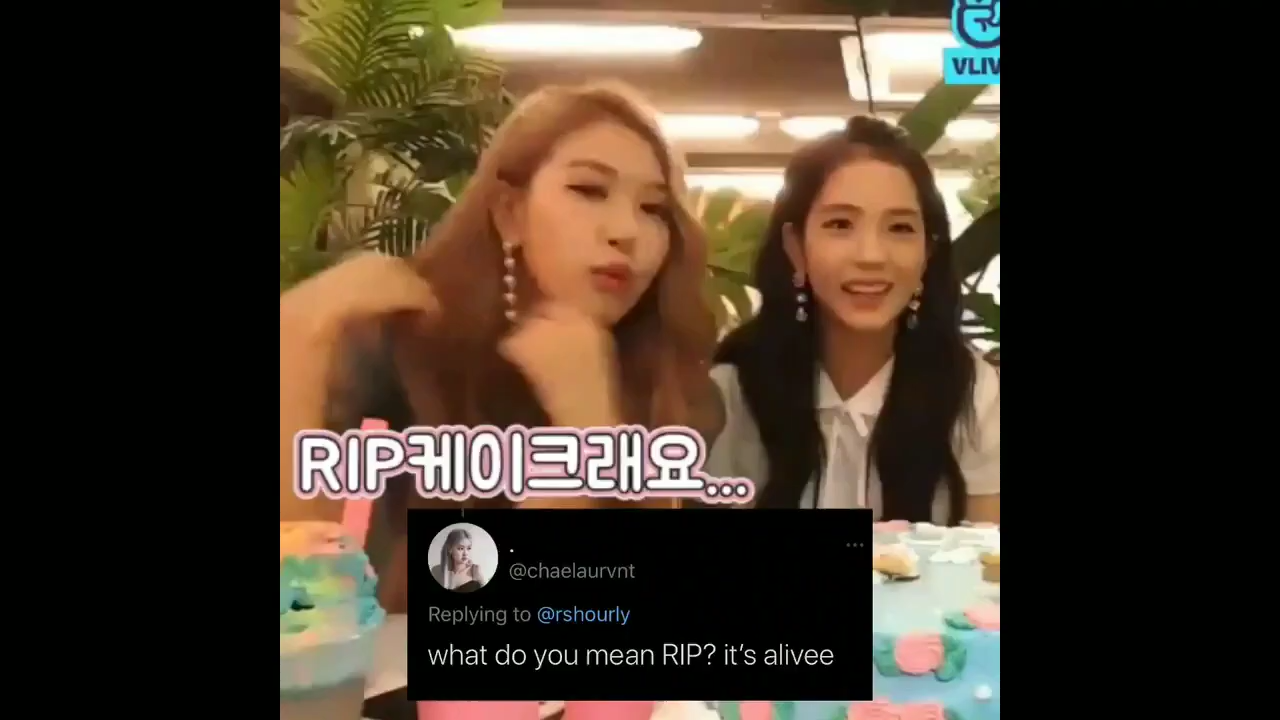 VLIV
RIP케이크래요...
.
@chaelaurvnt
...
Replying to @rshourly
what do you mean RIP? it’s alivee